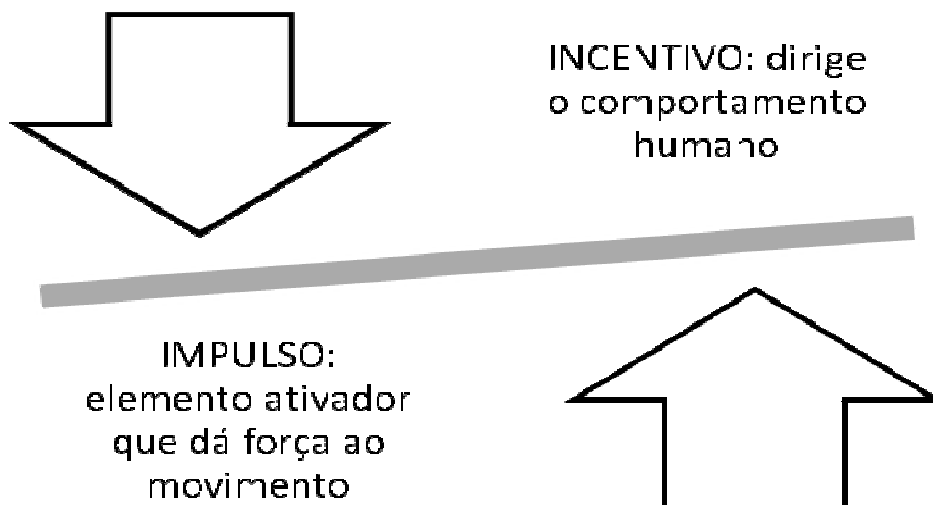 INCENTIVO: dirige
o comportamento
humano
IMPULSO:
elemento ativador
que dá força ao
movimento